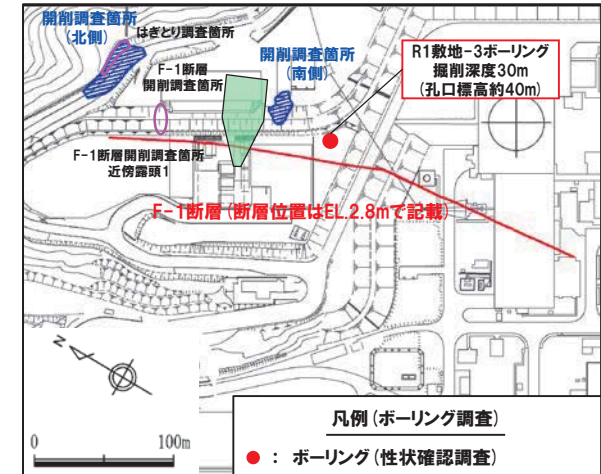 開削調査箇所
(北側)
はぎとり調査箇所
F-1断層
開削調査箇所
開削調査箇所
(南側)
R1敷地-3ボーリング
掘削深度30m
(孔口標高約40m)
F-1断層開削調査箇所
近傍露頭1
F-1断層(断層位置はEL.2.8mで記載)
N
0 100m
凡例(ボーリング調査)
● : ボーリング(性状確認調査)